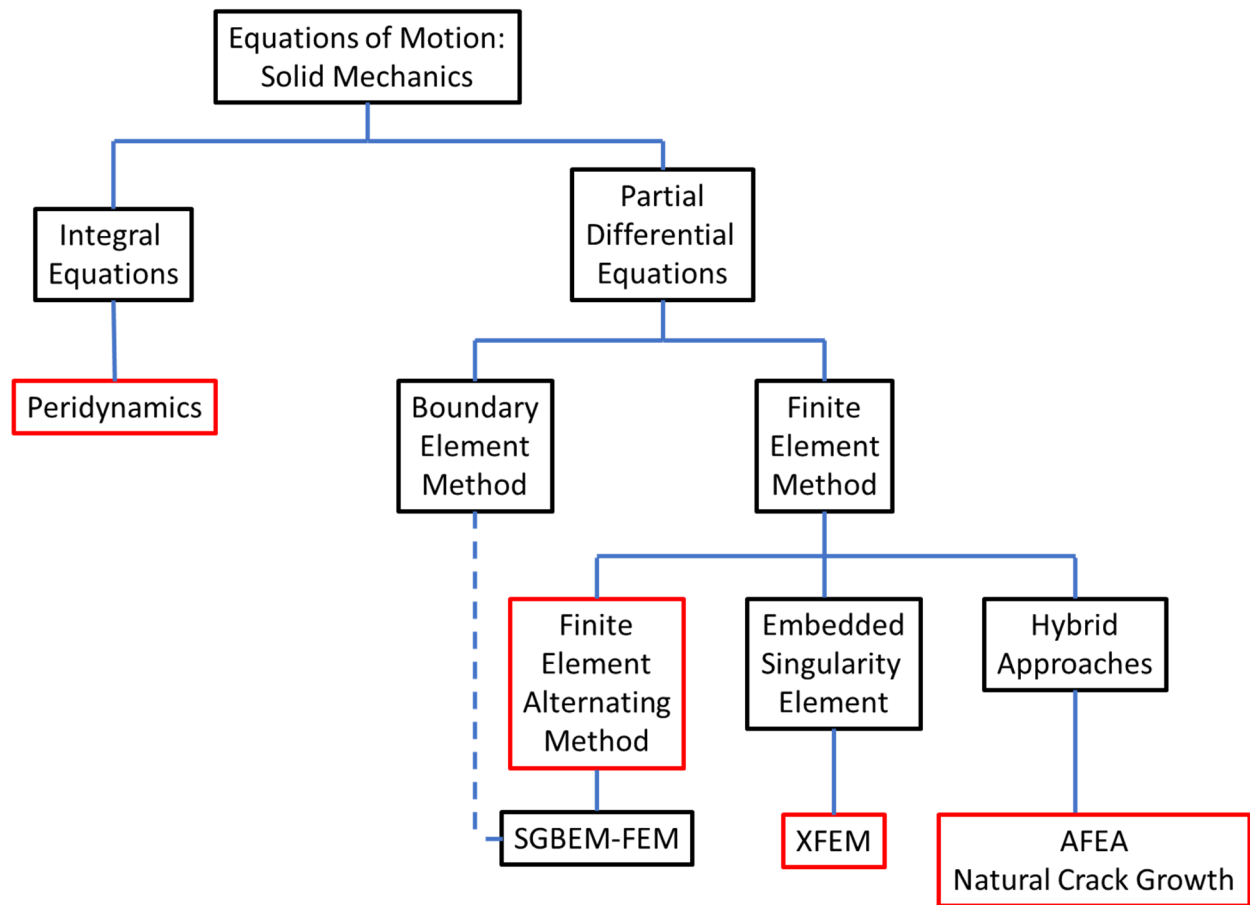 Equations of Motion:
Solid Mechanics
Integral
Equations
Partial
Differential
Equations
Peridynamics
Boundary
Element
Method
Finite
Element
Method
Finite
Element
Alternating
Method
Embedded
Singularity
Element
Hybrid
Approaches
SGBEM-FEM
XFEM
AFEA
Natural Crack Growth